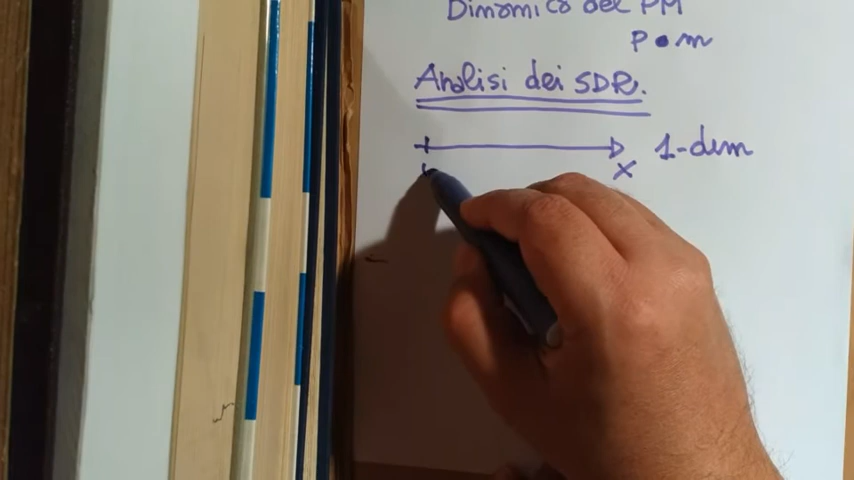 Dinamica del PM
P • m
Analisi dei SDR.
1-dim
x